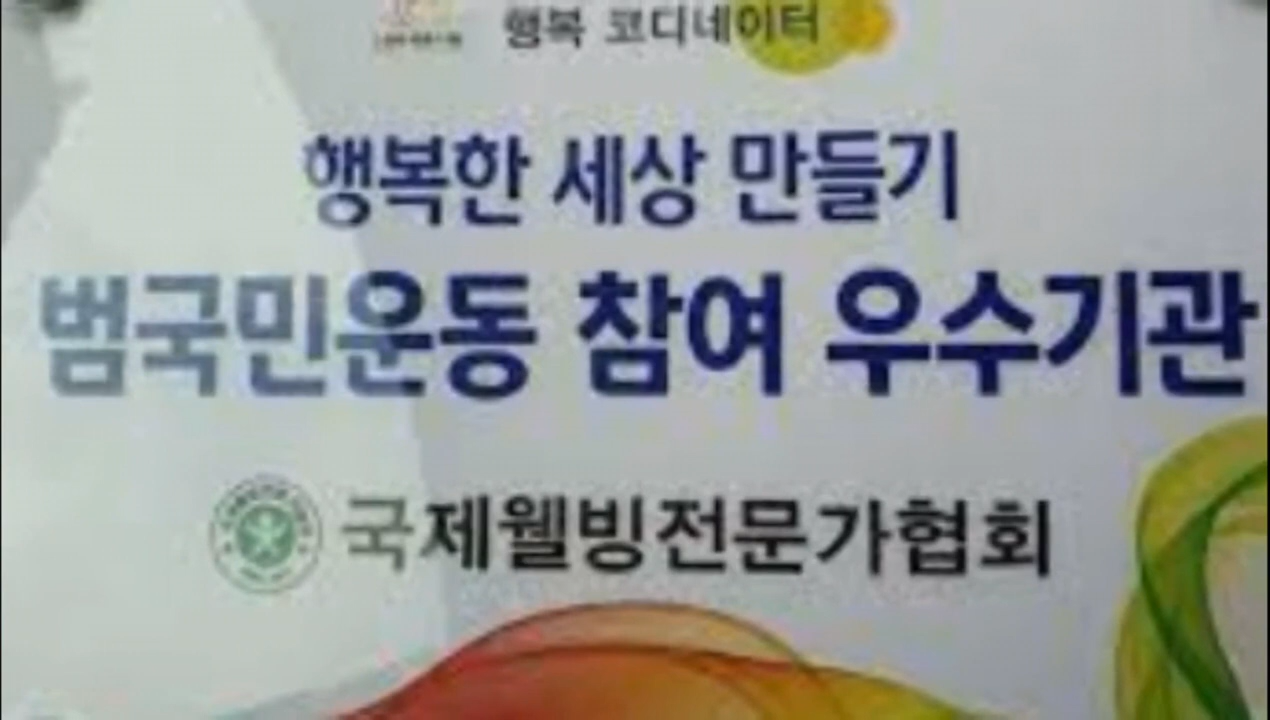 행복 코디네이터
행복한 세상 만들기
범국민운동 참여 우수기관
국제웰빙전문가협회